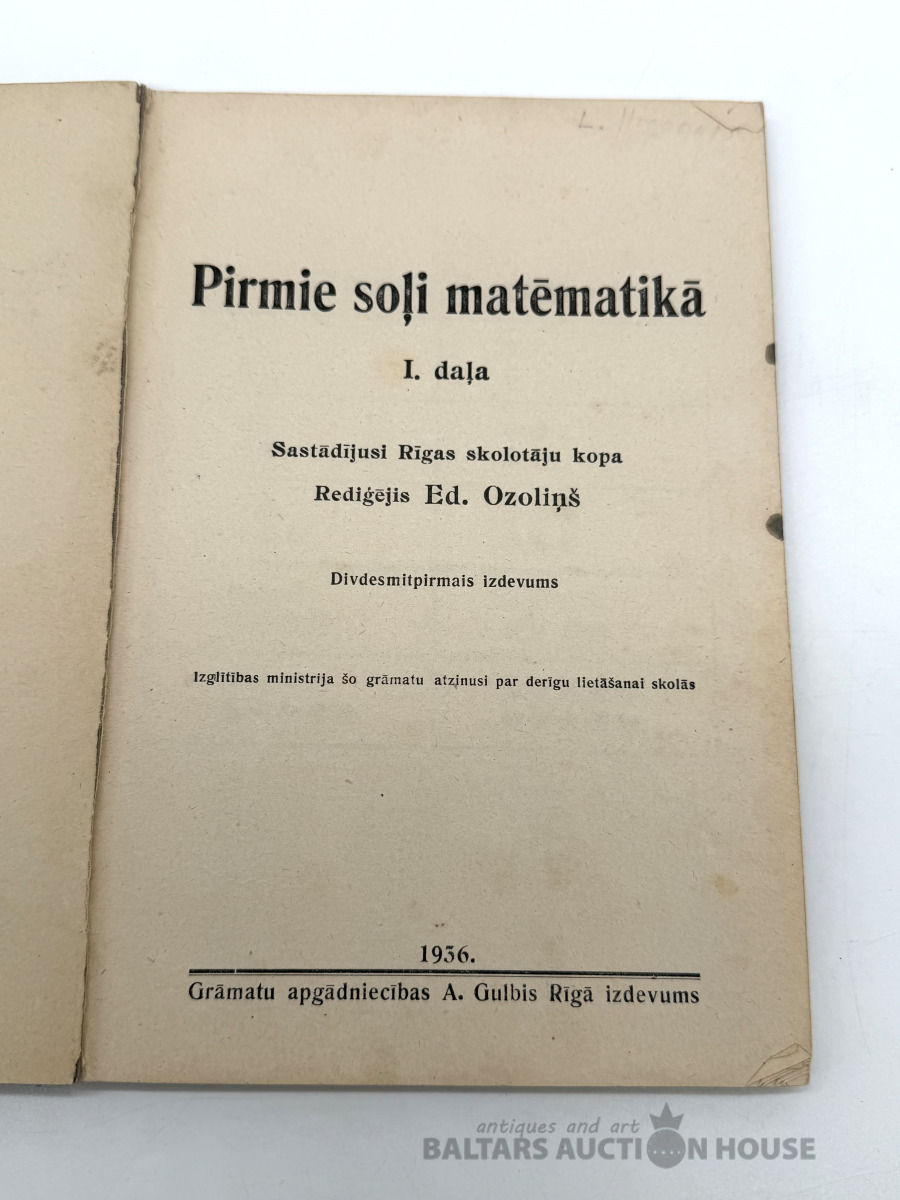 L.
Pirmie soļi matēmatikā
I. daļa
Sastādījusi Rīgas skolotāju kopa
Rediģējis Ed. Ozoliņš
Divdesmitpirmais izdevums
Izglītības ministrija šo grāmatu atzinusi par derīgu lietāšanai skolās
1936.
Grāmatu apgādniecības A. Gulbis Rīgā izdevums
antiques and art
BALTARS AUCTION HOUSE